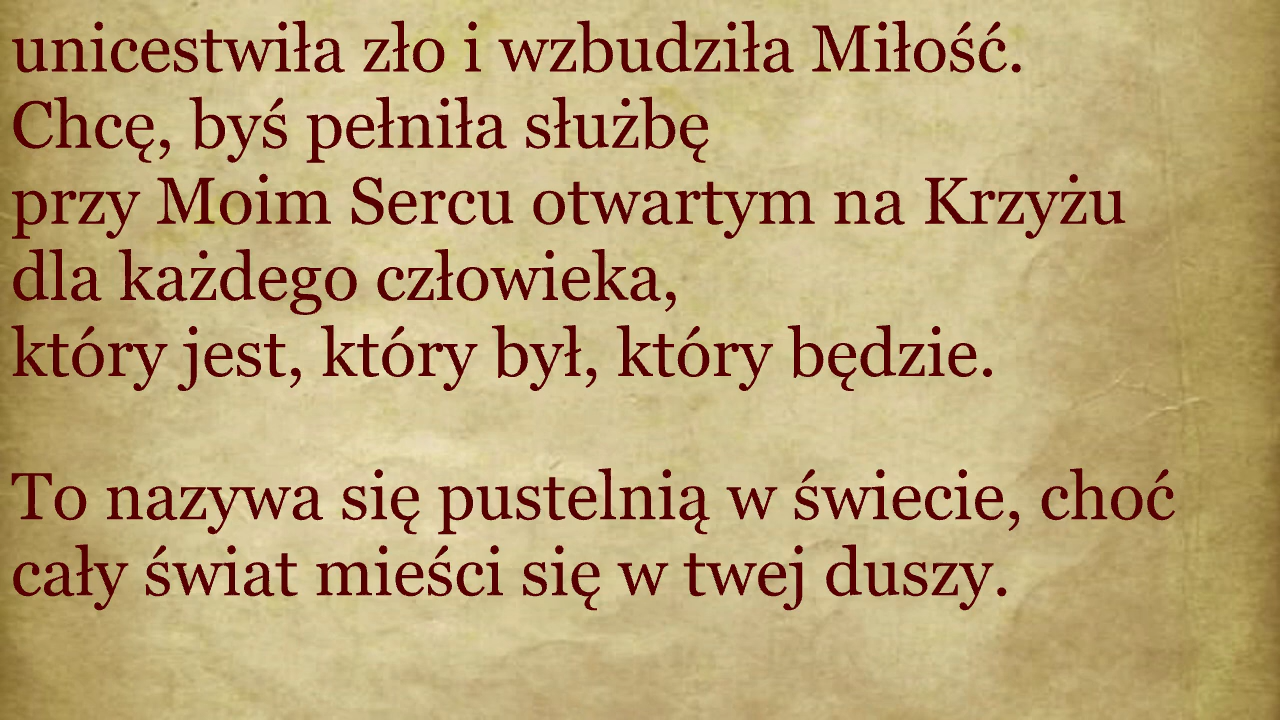 unicestwiła zło i wzbudziła Miłość.
Chcę, byś pełniła służbę
przy Moim Sercu otwartym na Krzyżu
dla każdego człowieka,
który jest, który był, który będzie.
To nazywa się pustelnią w świecie, choć
cały świat mieści się w twej duszy.